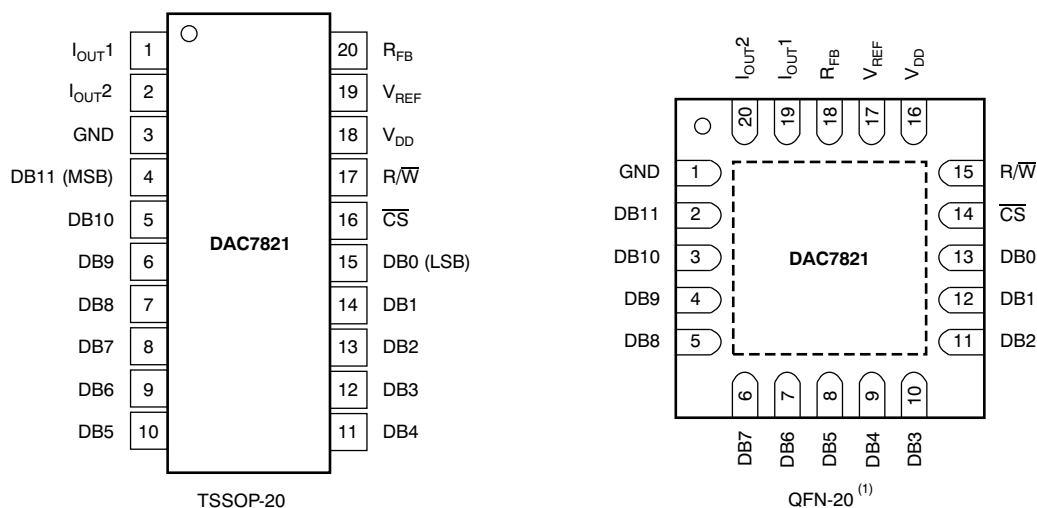 I_OUT1 1 20 R_FB
I_OUT2 2 19 V_REF
GND 3 18 V_DD
DB11 (MSB) 4 17 R/W̅
DB10 5 16 C̅S̅
DB9 6 15 DB0 (LSB)
DB8 7 14 DB1
DB7 8 13 DB2
DB6 9 12 DB3
DB5 10 11 DB4
DAC7821
TSSOP-20
I_OUT2 I_OUT1 R_FB V_REF V_DD
20 19 18 17 16
GND 1 15 R/W̅
DB11 2 14 C̅S̅
DB10 3 13 DB0
DB9 4 12 DB1
DB8 5 11 DB2
DAC7821
6 7 8 9 10
DB7 DB6 DB5 DB4 DB3
QFN-20 (1)